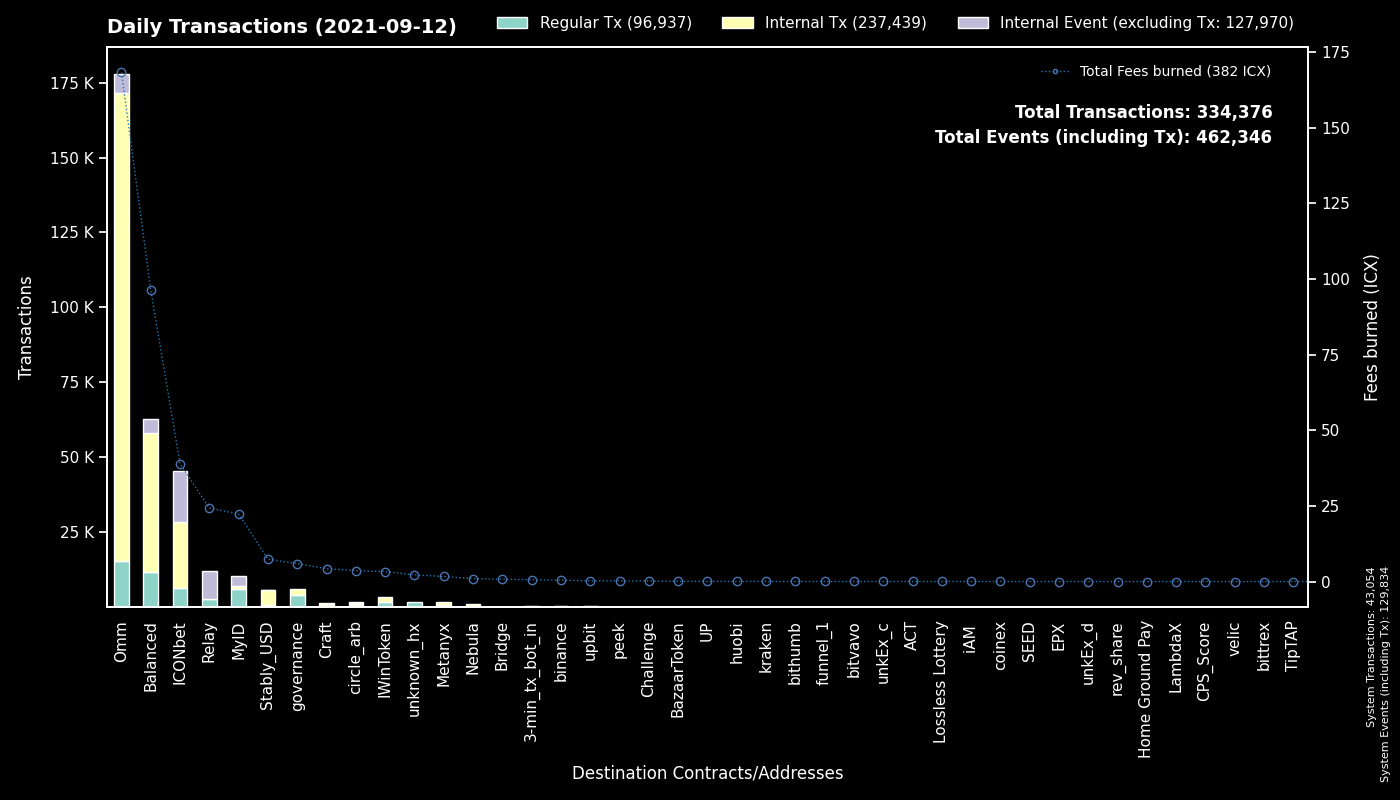 Daily Transactions (2021-09-12)
Regular Tx (96,937)
Internal Tx (237,439)
Internal Event (excluding Tx: 127,970)
Total Fees burned (382 ICX)
Total Transactions: 334,376
Total Events (including Tx): 462,346
Transactions
175 K
150 K
125 K
100 K
75 K
50 K
25 K
175
150
125
100
75
50
25
0
Fees burned (ICX)
Omm
Balanced
ICONbet
Relay
MyID
Stably_USD
governance
Craft
circle_arb
IWinToken
unknown_hx
Metanyx
Nebula
Bridge
3-min_tx_bot_in
binance
upbit
peek
Challenge
BazaarToken
UP
huobi
kraken
bithumb
funnel_1
bitvavo
unkEx_c
ACT
Lossless Lottery
iAM
coinex
SEED
EPX
unkEx_d
rev_share
Home Ground Pay
LambdaX
CPS_Score
velic
bittrex
TipTAP
Destination Contracts/Addresses
System Transactions: 43,054
System Events (including TX): 129,834